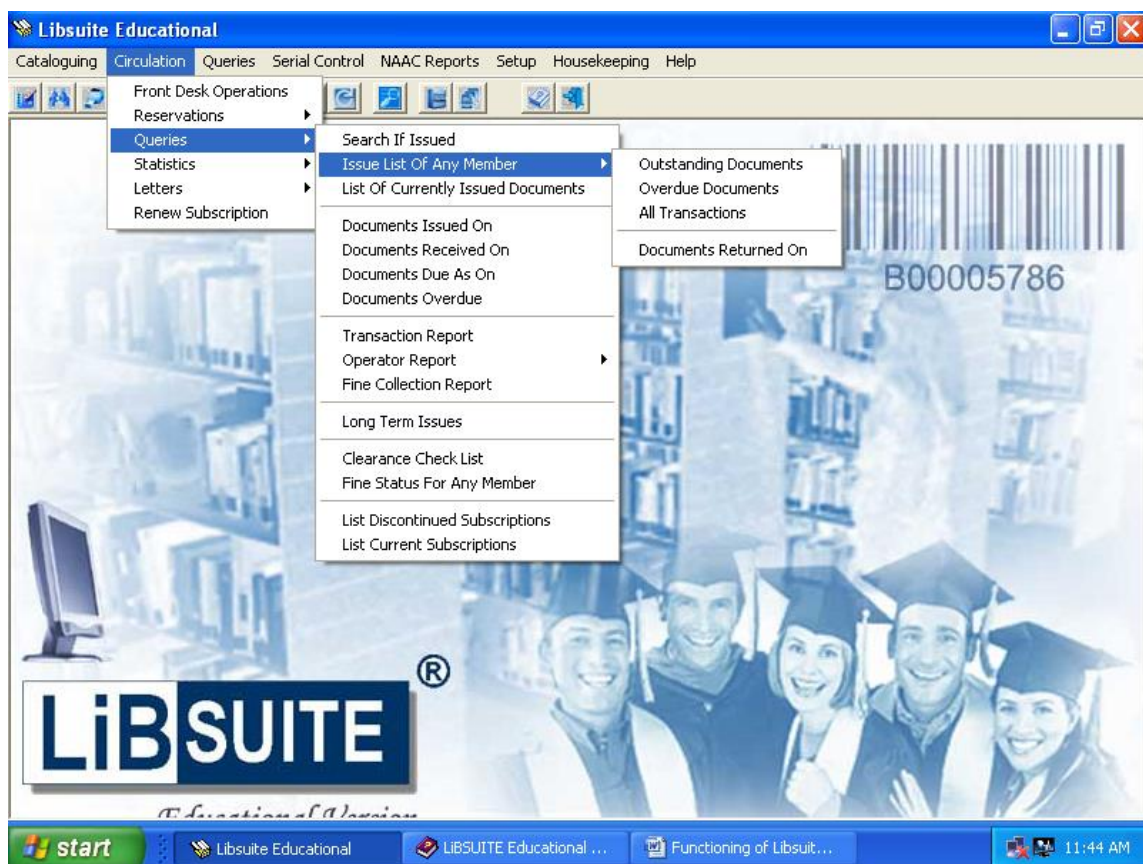 Libsuite Educational
Cataloguing Circulation Queries Serial Control NAAC Reports Setup Housekeeping Help
Front Desk Operations
Reservations
Queries
Statistics
Letters
Renew Subscription
Search If Issued
Issue List Of Any Member
List Of Currently Issued Documents
Documents Issued On
Documents Received On
Documents Due As On
Documents Overdue
Transaction Report
Operator Report
Fine Collection Report
Long Term Issues
Clearance Check List
Fine Status For Any Member
List Discontinued Subscriptions
List Current Subscriptions
Outstanding Documents
Overdue Documents
All Transactions
Documents Returned On
B00005786
LiBSUITE ®
Educational Version
start Libsuite Educational LiBSUITE Educational ... Functioning of Libsuit... 11:44 AM